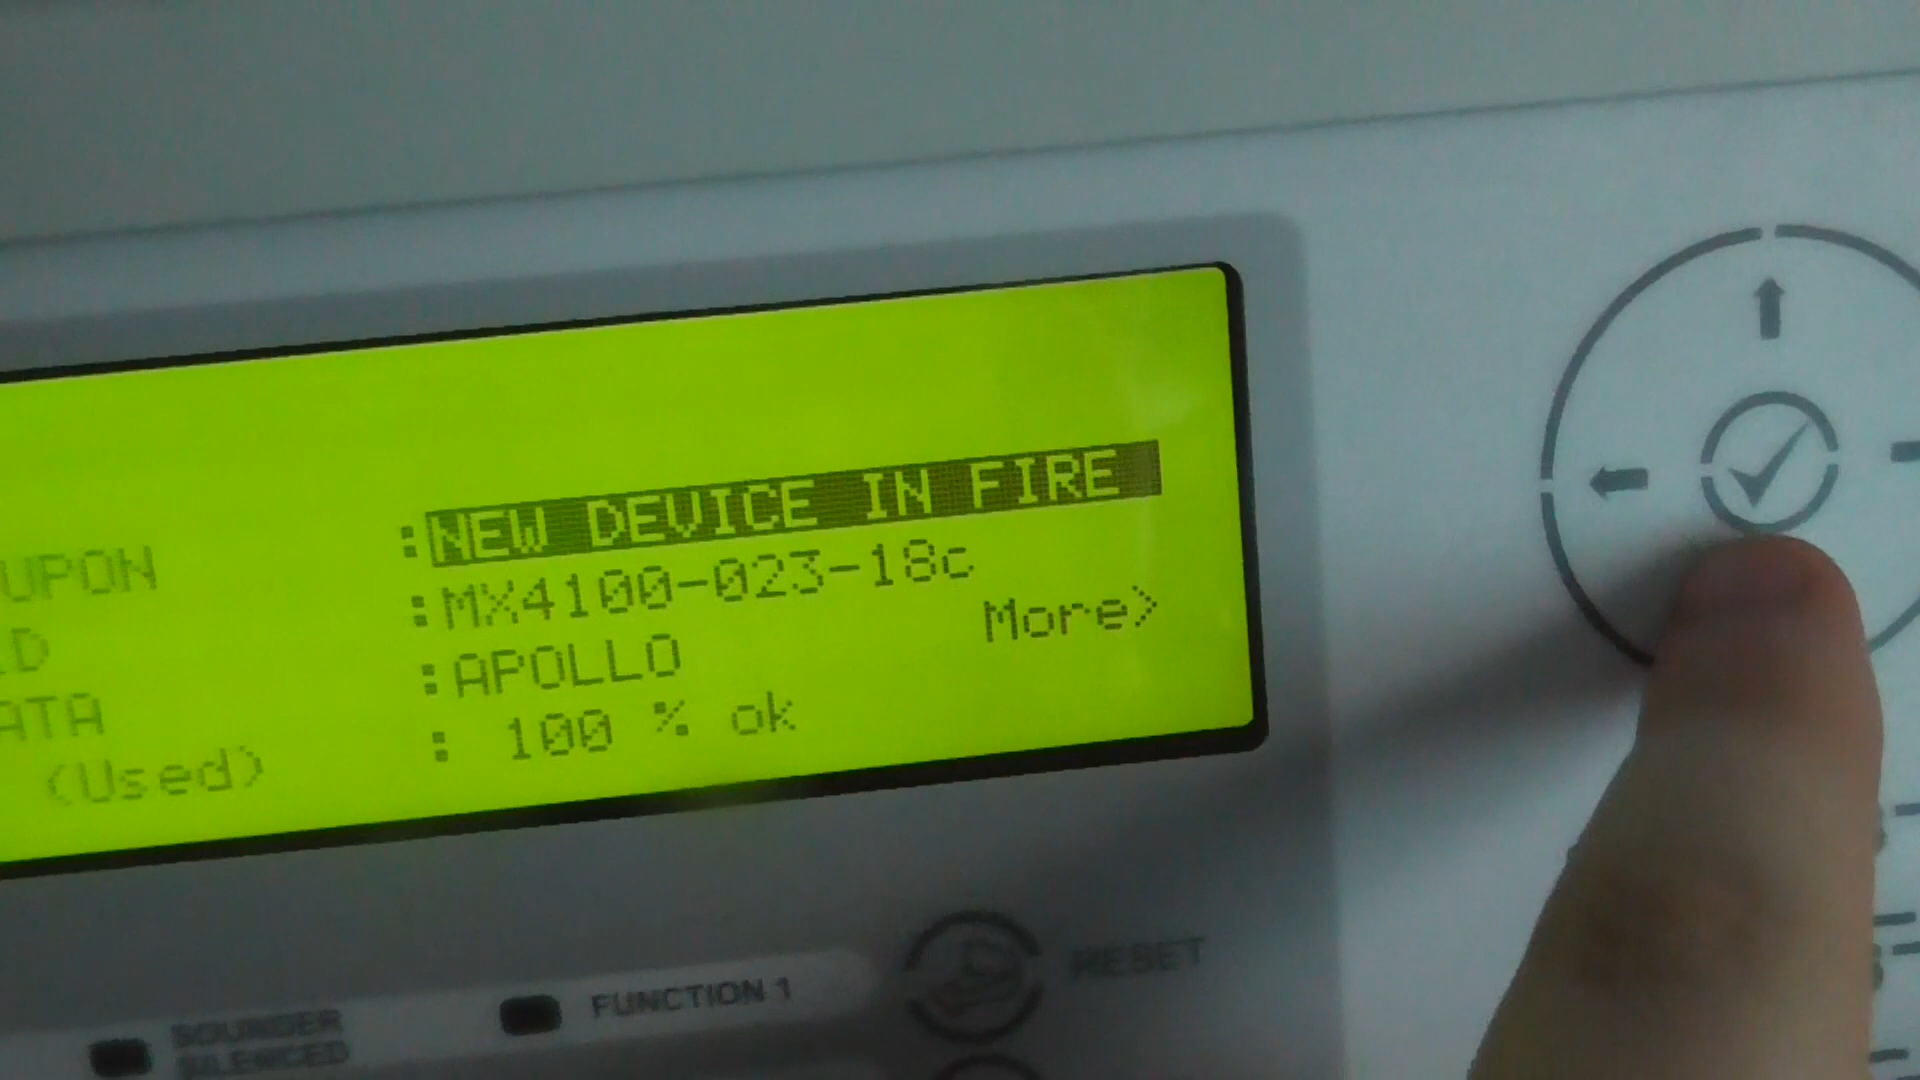 UPON :NEW DEVICE IN FIRE
D :MX4100-023-18c
ATA :APOLLO More>
(Used) : 100 % ok
RESET
FUNCTION 1
SOUNDER
SILENCED